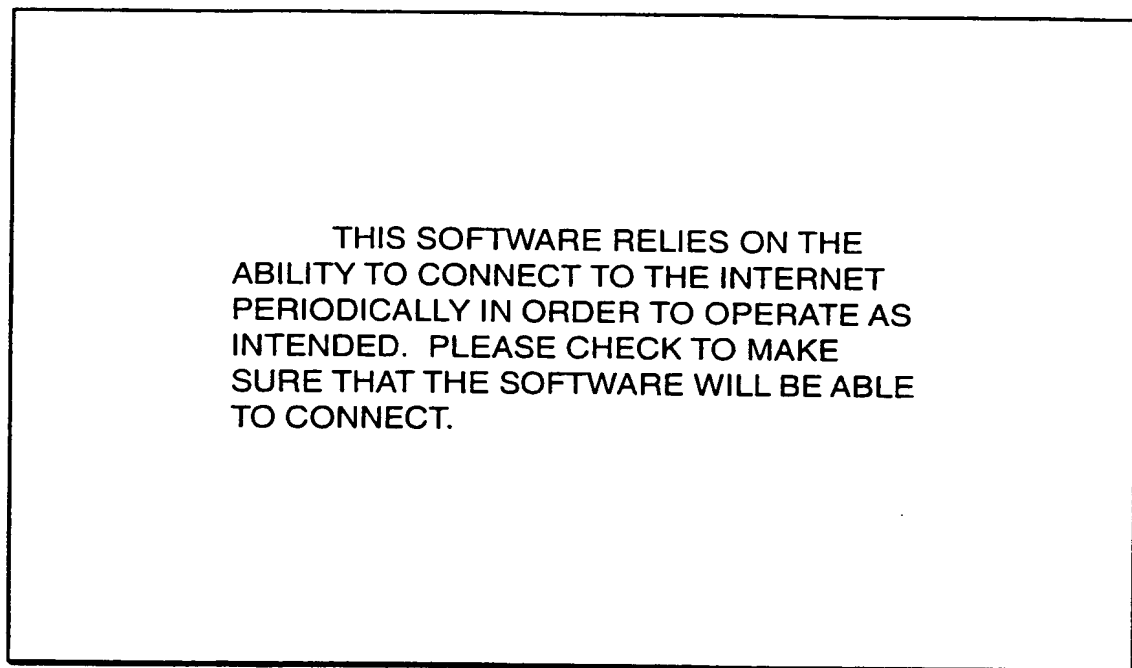 THIS SOFTWARE RELIES ON THE
ABILITY TO CONNECT TO THE INTERNET
PERIODICALLY IN ORDER TO OPERATE AS
INTENDED. PLEASE CHECK TO MAKE
SURE THAT THE SOFTWARE WILL BE ABLE
TO CONNECT.